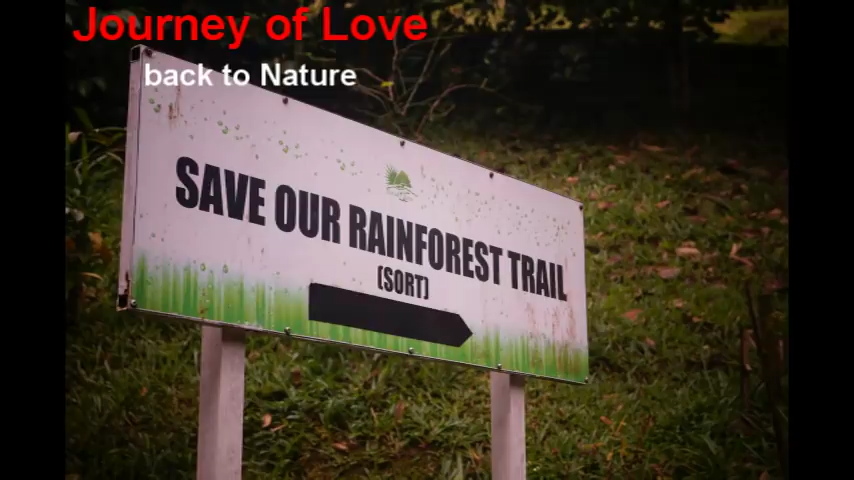 Journey of Love
back to Nature
SAVE OUR RAINFOREST TRAIL
(SORT)